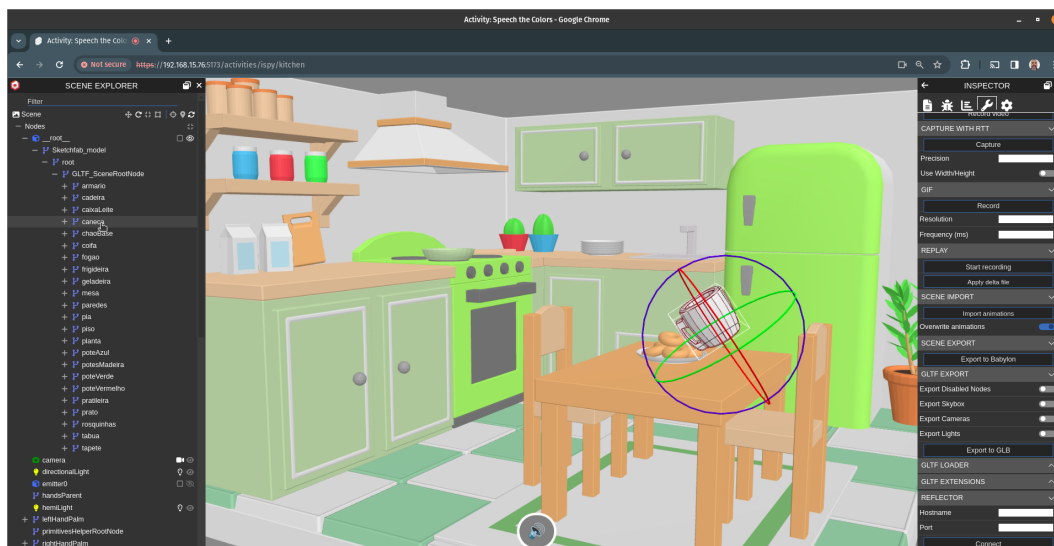 Activity: Speech the Colors - Google Chrome
Activity: Speech the Colo
Not secure https://192.168.15.76:5173/activities/ispy/kitchen
SCENE EXPLORER
Filter
Scene
Nodes
__root__
Sketchfab_model
root
GLTF_SceneRootNode
armario
cadeira
caixaLeite
caneca
chaoBase
coifa
fogao
frigideira
geladeira
mesa
paredes
pia
piso
planta
poteAzul
potesMadeira
poteVerde
poteVermelho
pratileira
prato
rosquinhas
tabua
tapete
camera
directionalLight
emitter0
handsParent
hemiLight
leftHandPalm
primitivesHelperRootNode
rightHandPalm
INSPECTOR
Record video
CAPTURE WITH RTT
Capture
Precision
Use Width/Height
GIF
Record
Resolution
Frequency (ms)
REPLAY
Start recording
Apply delta file
SCENE IMPORT
Import animations
Overwrite animations
SCENE EXPORT
Export to Babylon
GLTF EXPORT
Export Disabled Nodes
Export Skybox
Export Cameras
Export Lights
Export to GLB
GLTF LOADER
GLTF EXTENSIONS
REFLECTOR
Hostname
Port
Connect